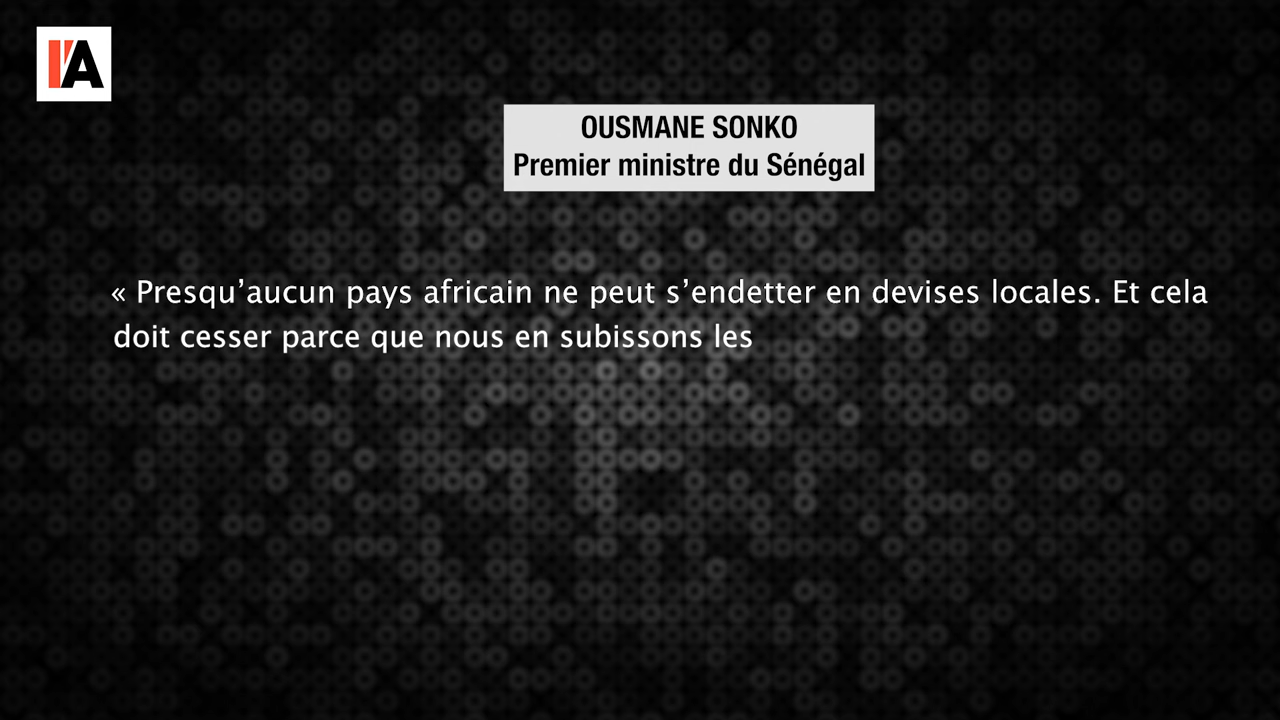 l'A
OUSMANE SONKO
Premier ministre du Sénégal
« Presqu’aucun pays africain ne peut s’endetter en devises locales. Et cela
doit cesser parce que nous en subissons les